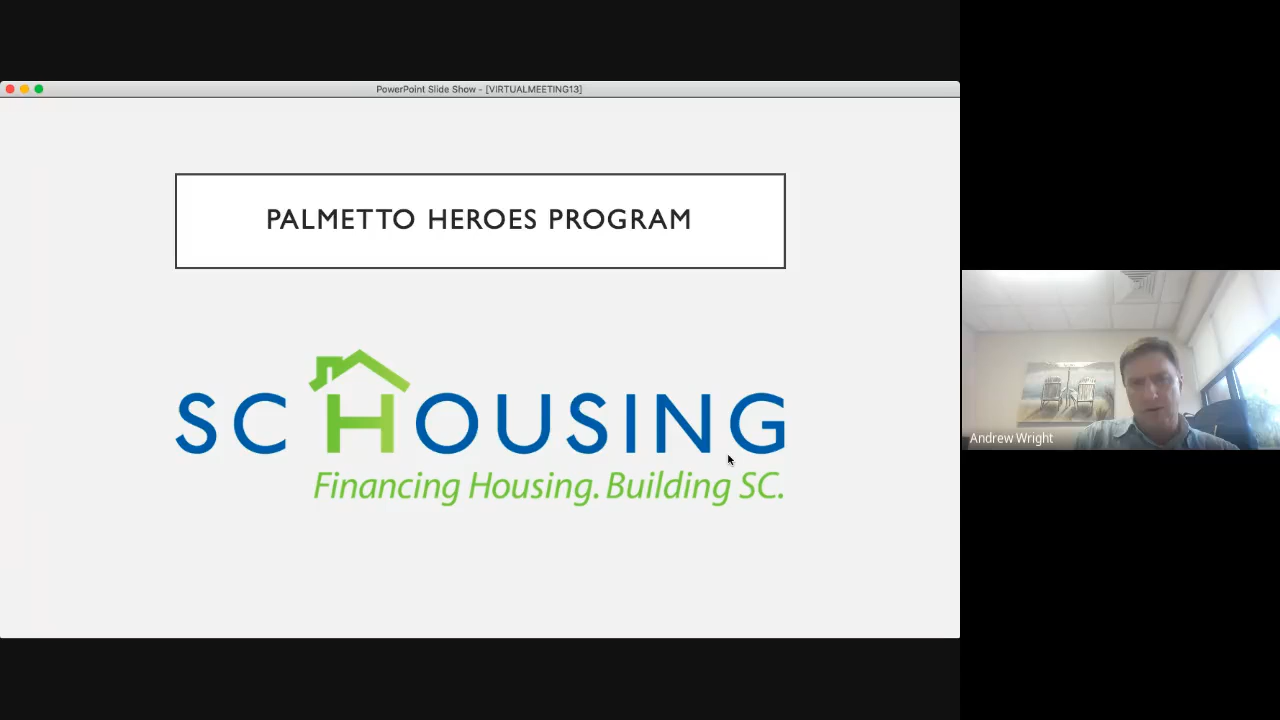 PowerPoint Slide Show - [VIRTUALMEETING13]
PALMETTO HEROES PROGRAM
SC HOUSING
Financing Housing. Building SC.
Andrew Wright